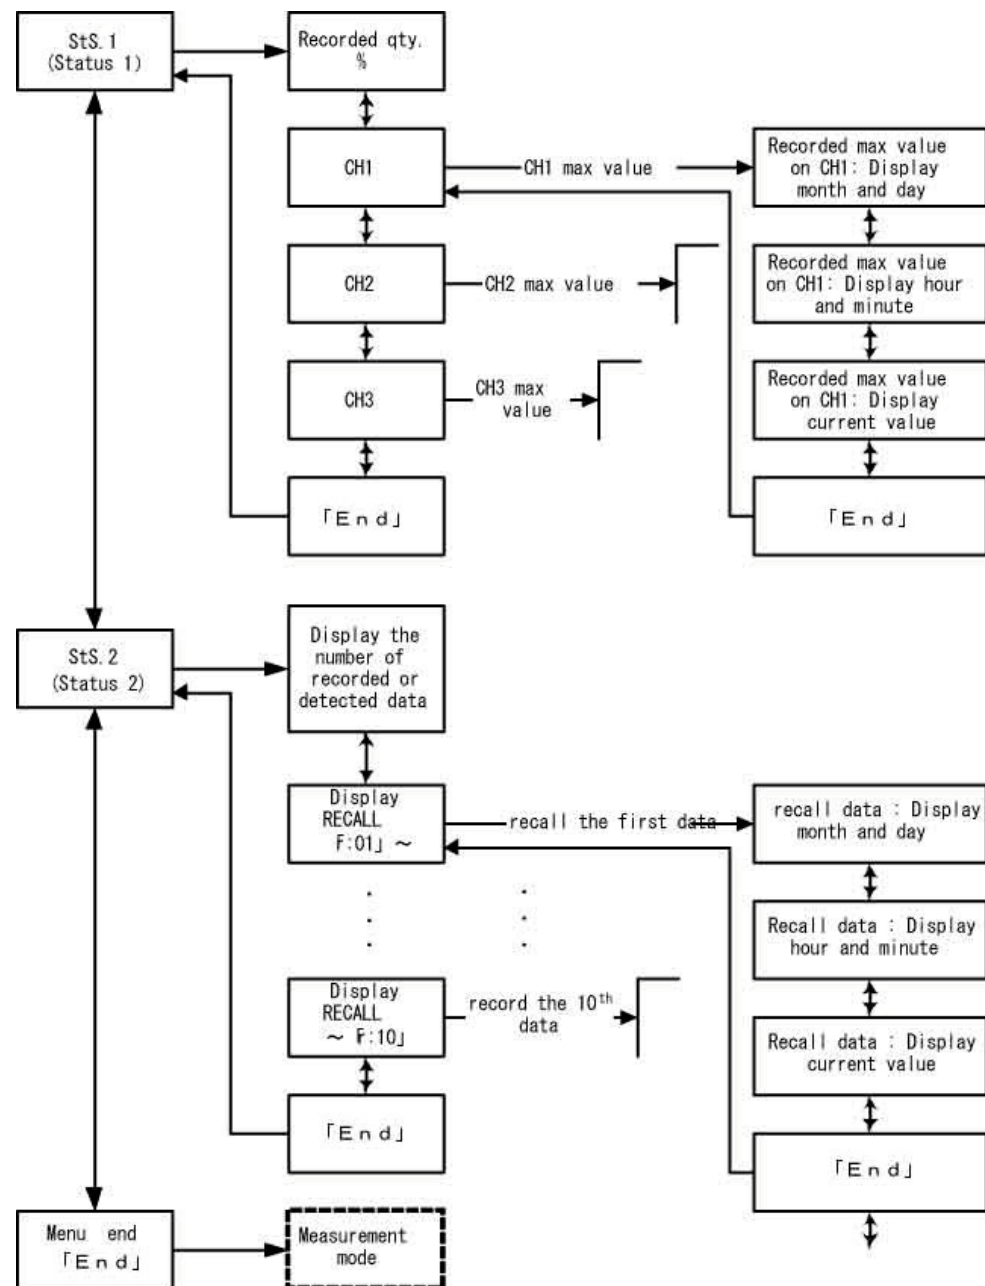 StS.1
(Status 1)
Recorded qty.
%
CH1
CH1 max value
Recorded max value
on CH1: Display
month and day
CH2
CH2 max value
Recorded max value
on CH1: Display hour
and minute
CH3
CH3 max
value
Recorded max value
on CH1: Display
current value
「End」
「End」
StS.2
(Status 2)
Display the
number of
recorded or
detected data
Display
RECALL
F:01」 ~
recall the first data
recall data : Display
month and day
Recall data : Display
hour and minute
Display
RECALL
~ F:10」
record the 10th
data
Recall data : Display
current value
「End」
「End」
Menu end
「End」
Measurement
mode